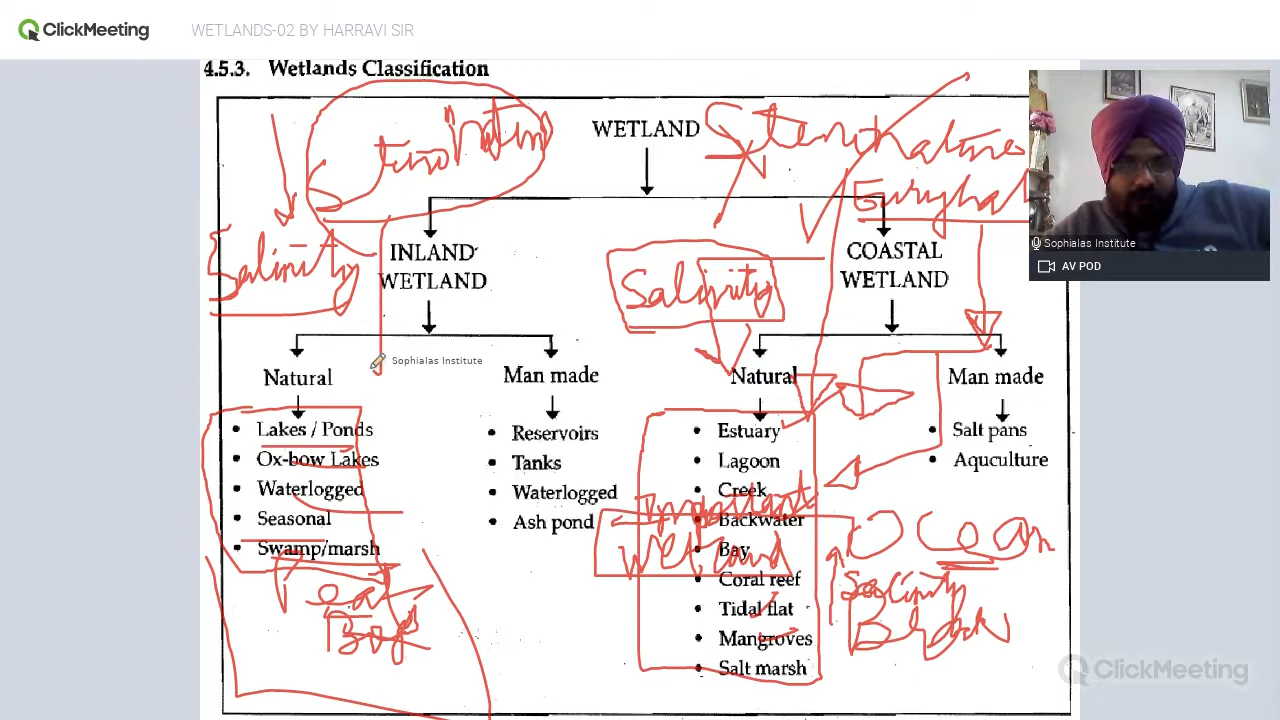 ClickMeeting
WETLANDS-02 BY HARRAVI SIR
4.5.3. Wetlands Classification
WETLAND
Stenohaline
Salinity
INLAND
WETLAND
Salinity
COASTAL
WETLAND
Sophialas Institute
AV POD
Sophialas Institute
Natural
• Lakes / Ponds
• Ox-bow Lakes
• Waterlogged
• Seasonal
• Swamp/marsh
Peat
Bog
Man made
• Reservoirs
• Tanks
• Waterlogged
• Ash pond
Natural
• Estuary
• Lagoon
• Creek
• Backwater
• Bay
• Coral reef
• Tidal flat
• Mangroves
• Salt marsh
Important
Wetland
Man made
• Salt pans
• Aquculture
Ocean
Salinity
ClickMeeting